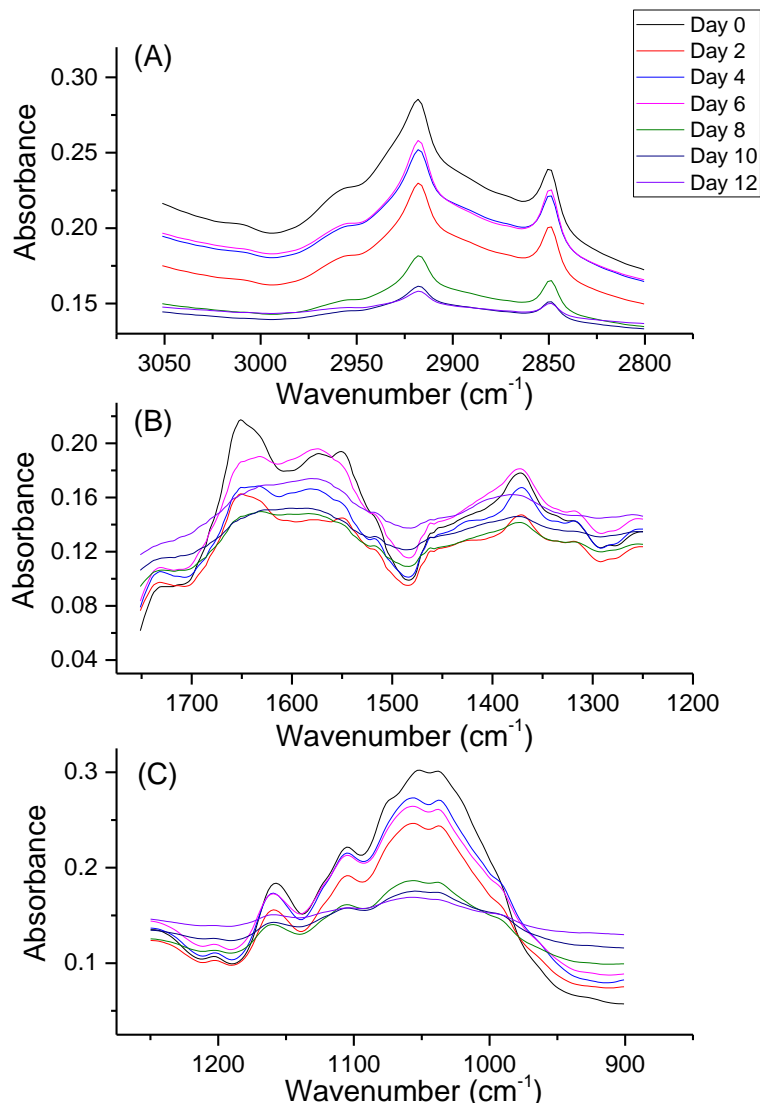 Day 0
Day 2
Day 4
Day 6
Day 8
Day 10
Day 12
(A)
0.30
0.25
0.20
0.15
Absorbance
3050 3000 2950 2900 2850 2800
Wavenumber (cm-1)
(B)
0.20
0.16
0.12
0.08
0.04
Absorbance
1700 1600 1500 1400 1300 1200
Wavenumber (cm-1)
(C)
0.3
0.2
0.1
Absorbance
1200 1100 1000 900
Wavenumber (cm-1)